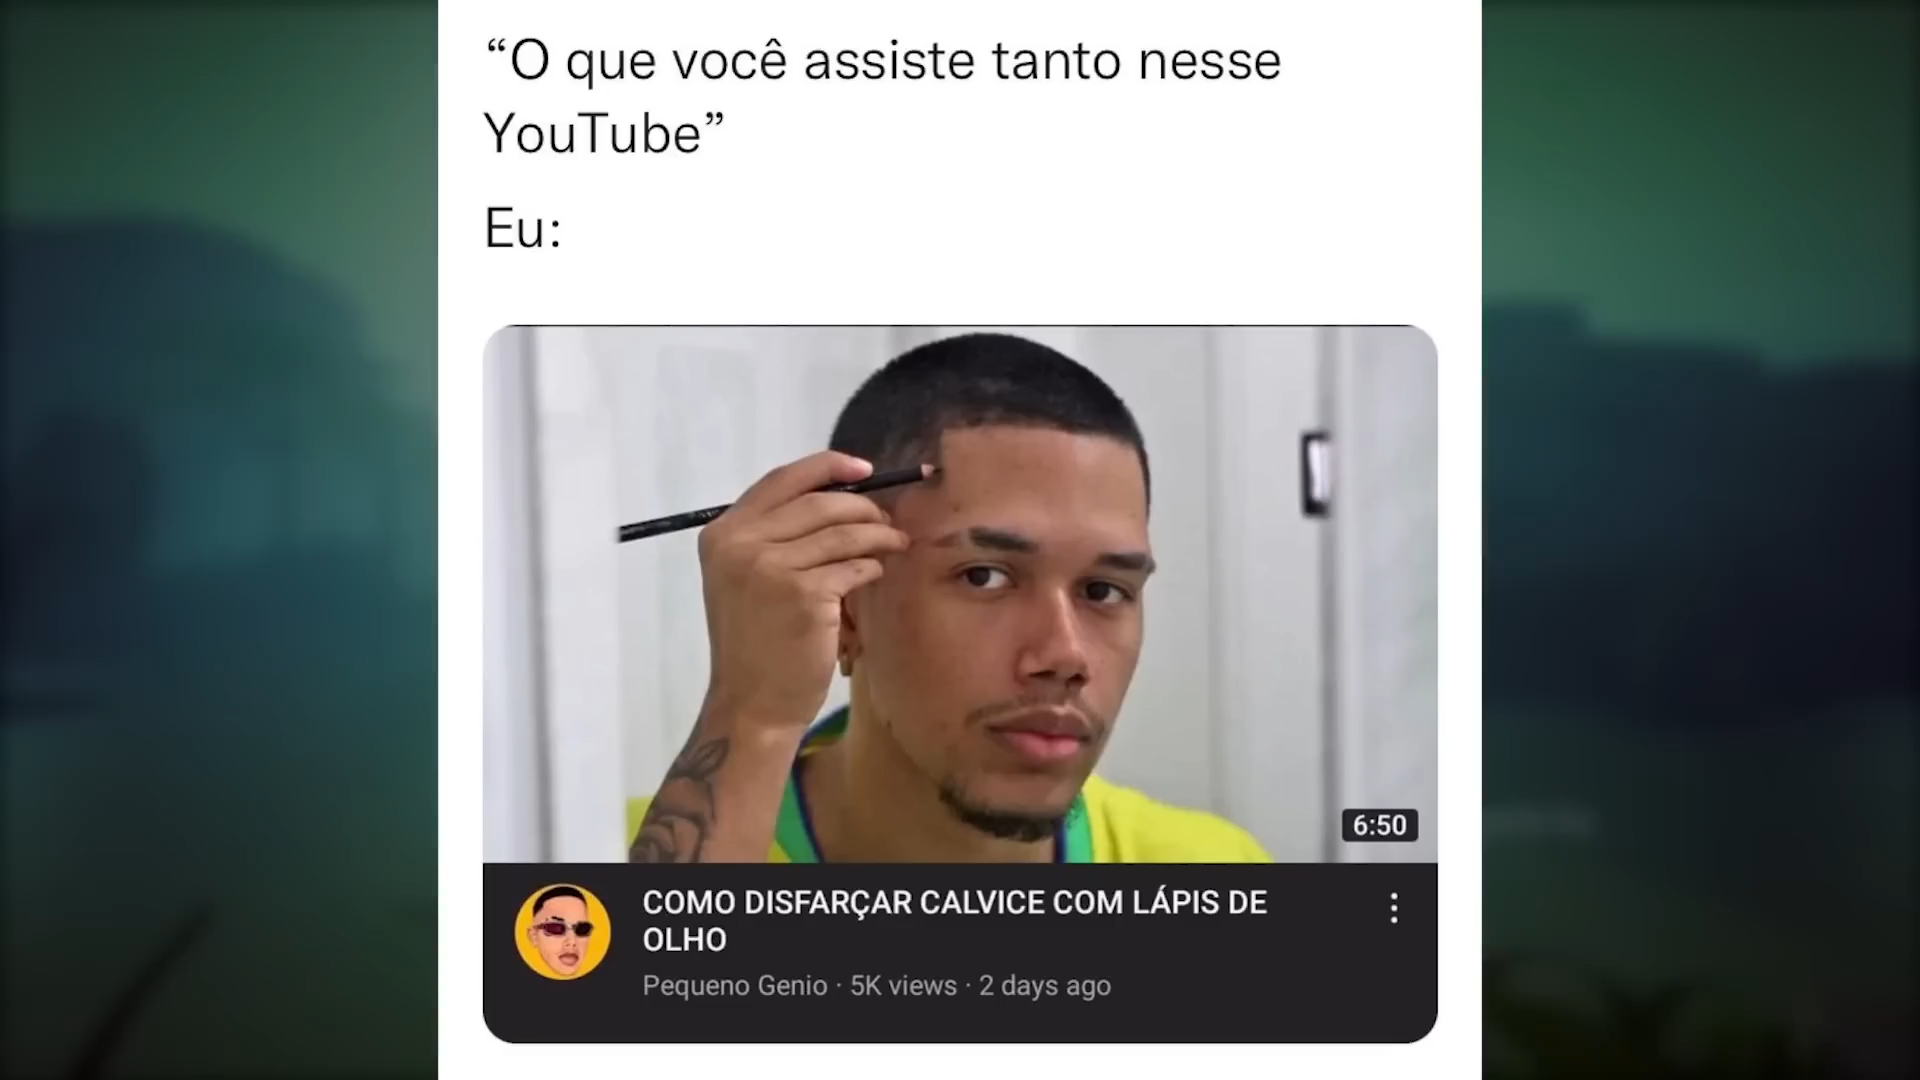 “O que você assiste tanto nesse
YouTube”
Eu:
6:50
COMO DISFARÇAR CALVICE COM LÁPIS DE
OLHO
Pequeno Genio · 5K views · 2 days ago